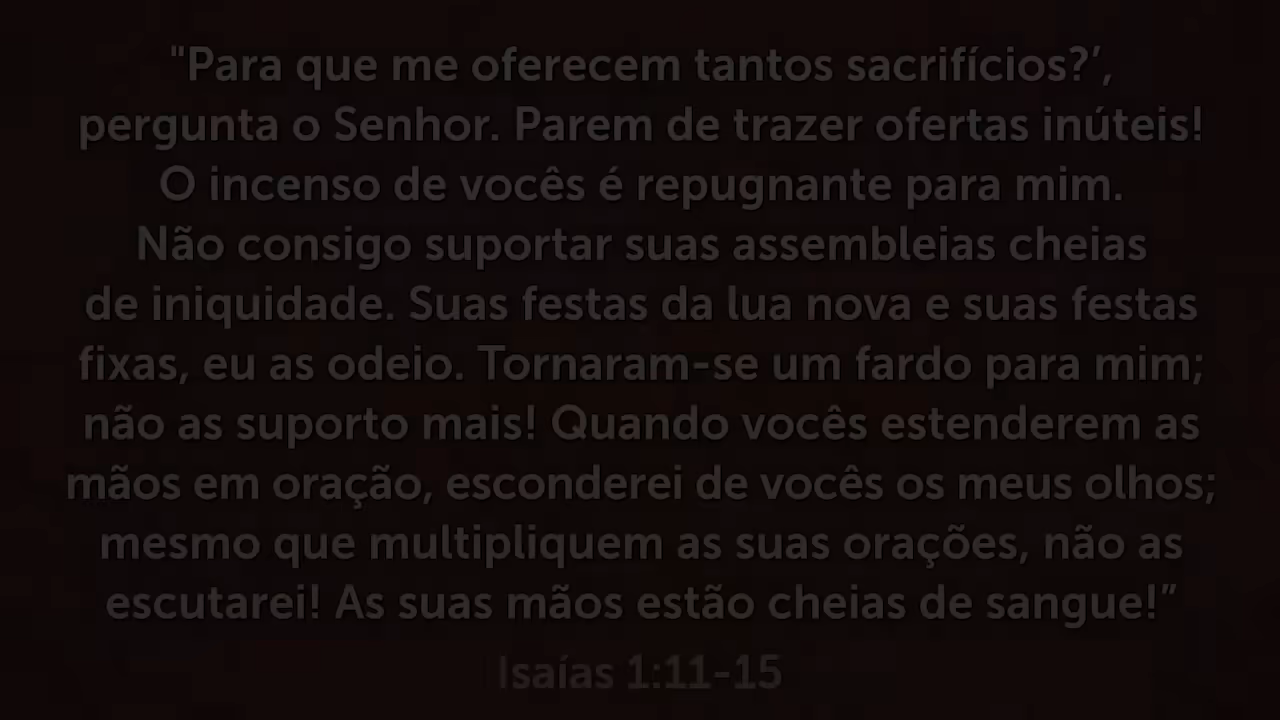 "Para que me oferecem tantos sacrifícios?’,
pergunta o Senhor. Parem de trazer ofertas inúteis!
O incenso de vocês é repugnante para mim.
Não consigo suportar suas assembleias cheias
de iniquidade. Suas festas da lua nova e suas festas
fixas, eu as odeio. Tornaram-se um fardo para mim;
não as suporto mais! Quando vocês estenderem as
mãos em oração, esconderei de vocês os meus olhos;
mesmo que multipliquem as suas orações, não as
escutarei! As suas mãos estão cheias de sangue!”
Isaías 1:11-15